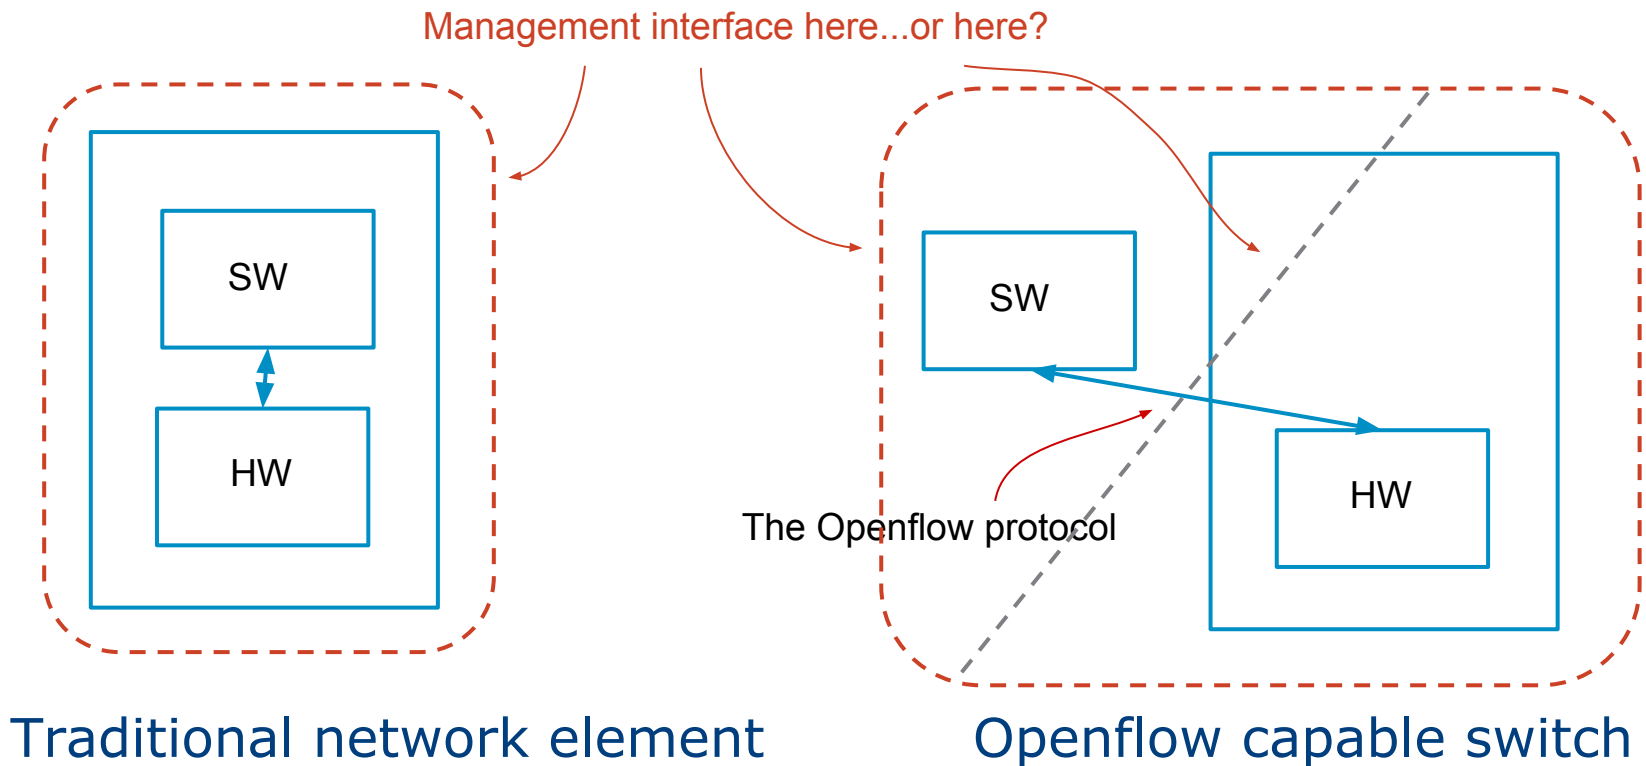 Management interface here...or here?
SW
HW
SW
HW
The Openflow protocol
Traditional network element
Openflow capable switch